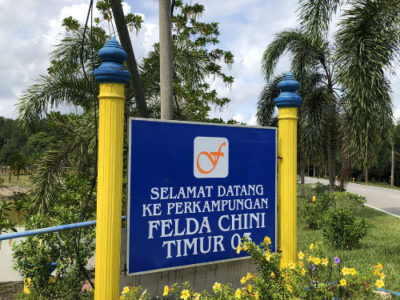 SELAMAT DATANG
KE PERKAMPUNGAN
FELDA CHINI
TIMUR 03